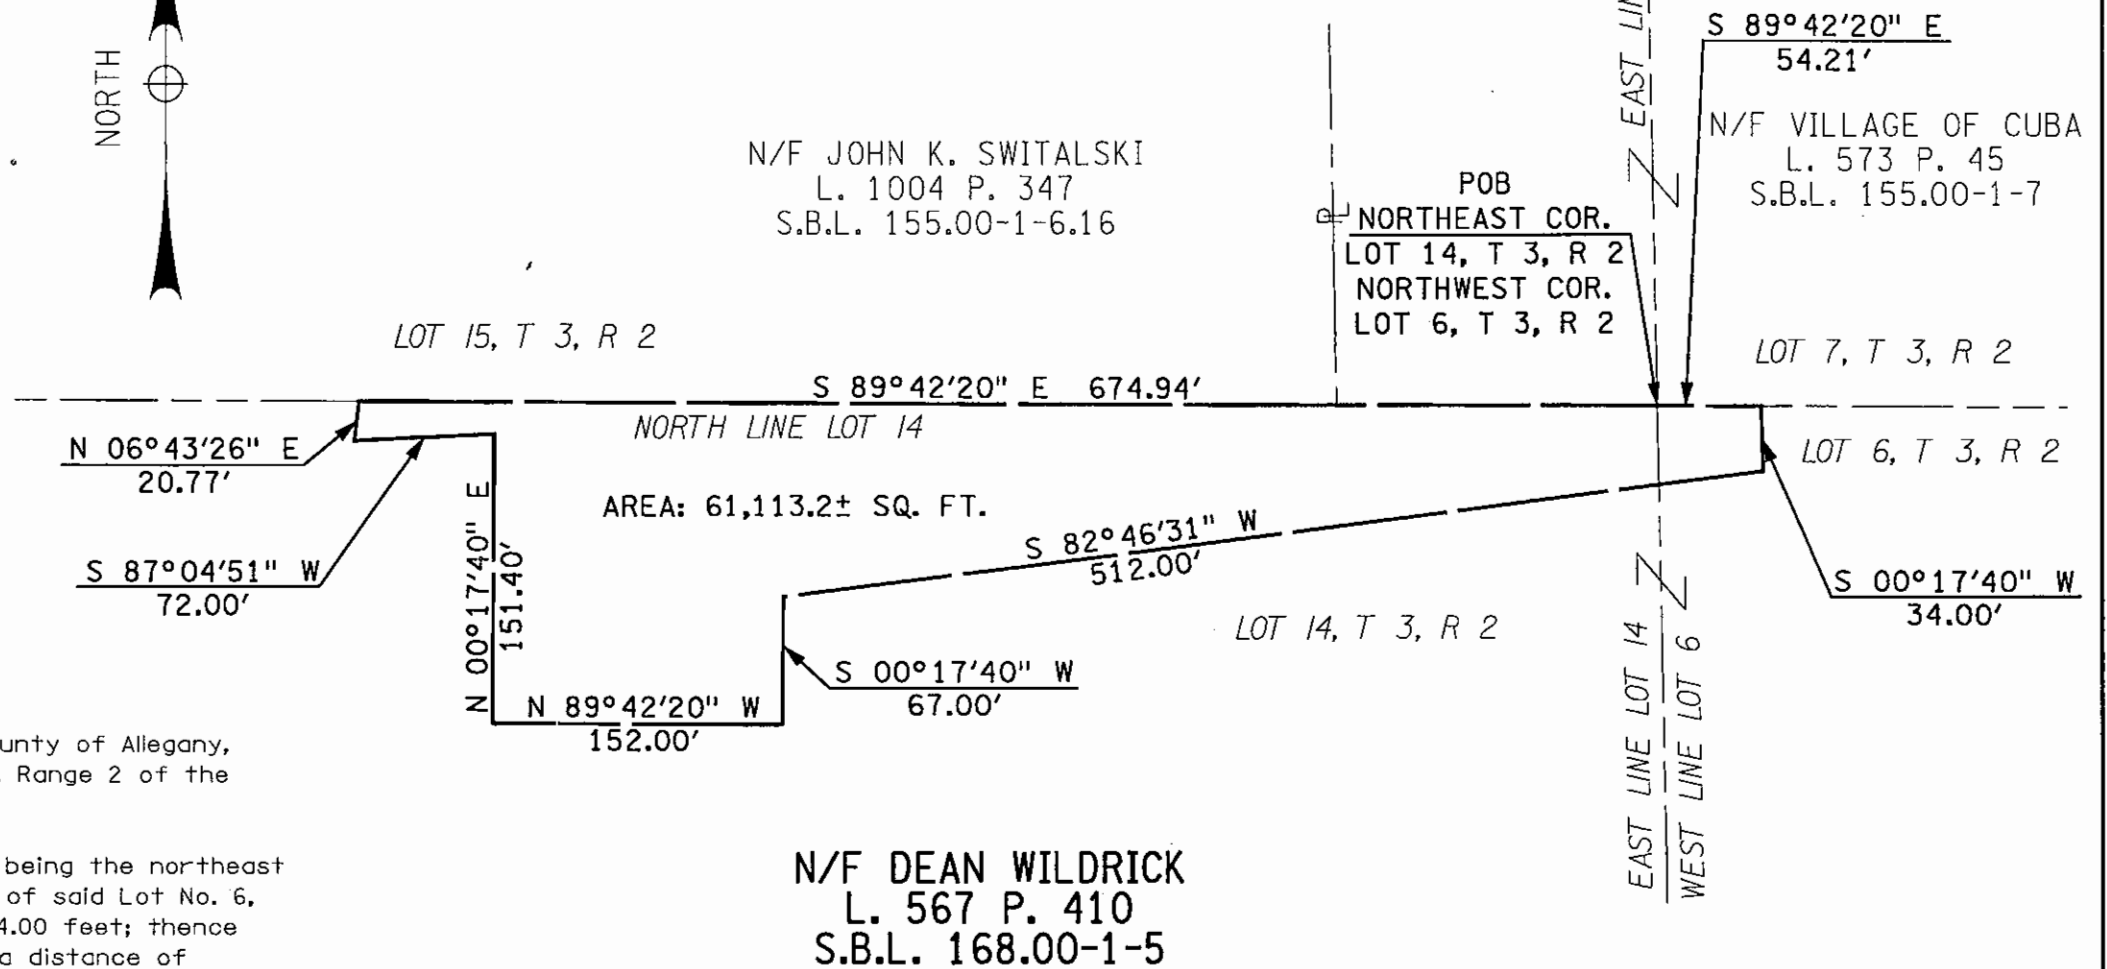 NORTH
EAST LIN
S 89°42'20" E
54.21'
N/F JOHN K. SWITALSKI
L. 1004 P. 347
S.B.L. 155.00-1-6.16
N/F VILLAGE OF CUBA
L. 573 P. 45
S.B.L. 155.00-1-7
POB
NORTHEAST COR.
LOT 14, T 3, R 2
NORTHWEST COR.
LOT 6, T 3, R 2
PL
LOT 15, T 3, R 2
LOT 7, T 3, R 2
S 89°42'20" E 674.94'
NORTH LINE LOT 14
N 06°43'26" E
20.77'
LOT 6, T 3, R 2
AREA: 61,113.2± SQ. FT.
S 82°46'31" W
512.00'
S 87°04'51" W
72.00'
N 00°17'40" E
151.40'
S 00°17'40" W
34.00'
LOT 14, T 3, R 2
S 00°17'40" W
67.00'
N 89°42'20" W
152.00'
EAST LINE LOT 14
WEST LINE LOT 6
unty of Allegany,
Range 2 of the
being the northeast
of said Lot No. 6,
4.00 feet; thence
a distance of
N/F DEAN WILDRICK
L. 567 P. 410
S.B.L. 168.00-1-5